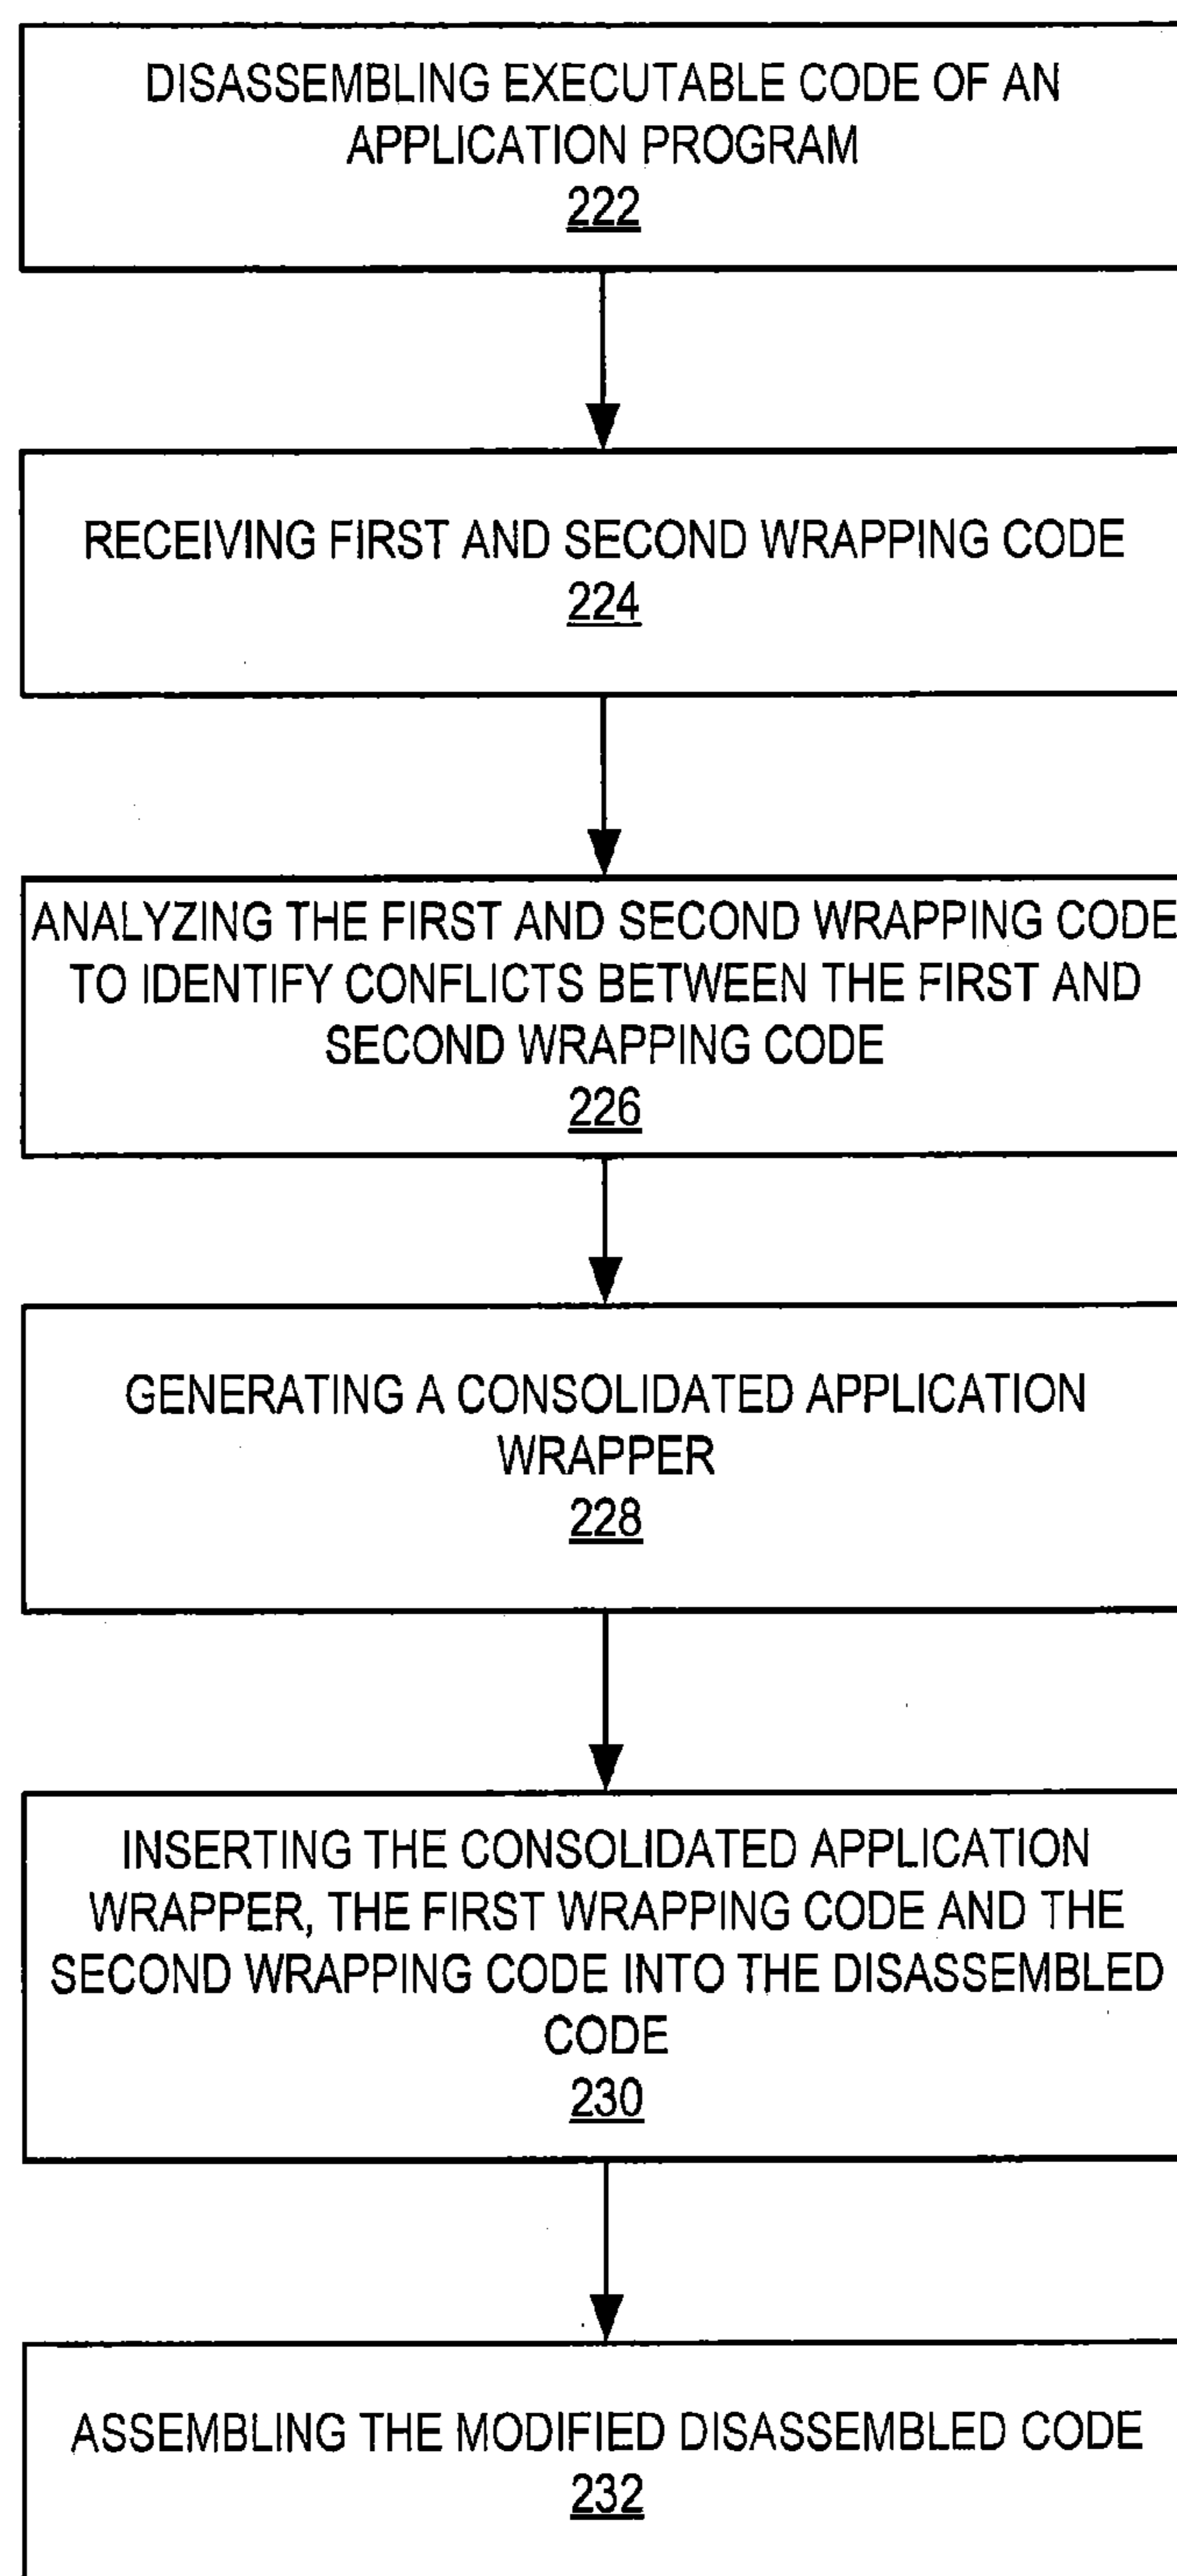 DISASSEMBLING EXECUTABLE CODE OF AN
APPLICATION PROGRAM
222
RECEIVING FIRST AND SECOND WRAPPING CODE
224
ANALYZING THE FIRST AND SECOND WRAPPING CODE
TO IDENTIFY CONFLICTS BETWEEN THE FIRST AND
SECOND WRAPPING CODE
226
GENERATING A CONSOLIDATED APPLICATION
WRAPPER
228
INSERTING THE CONSOLIDATED APPLICATION
WRAPPER, THE FIRST WRAPPING CODE AND THE
SECOND WRAPPING CODE INTO THE DISASSEMBLED
CODE
230
ASSEMBLING THE MODIFIED DISASSEMBLED CODE
232